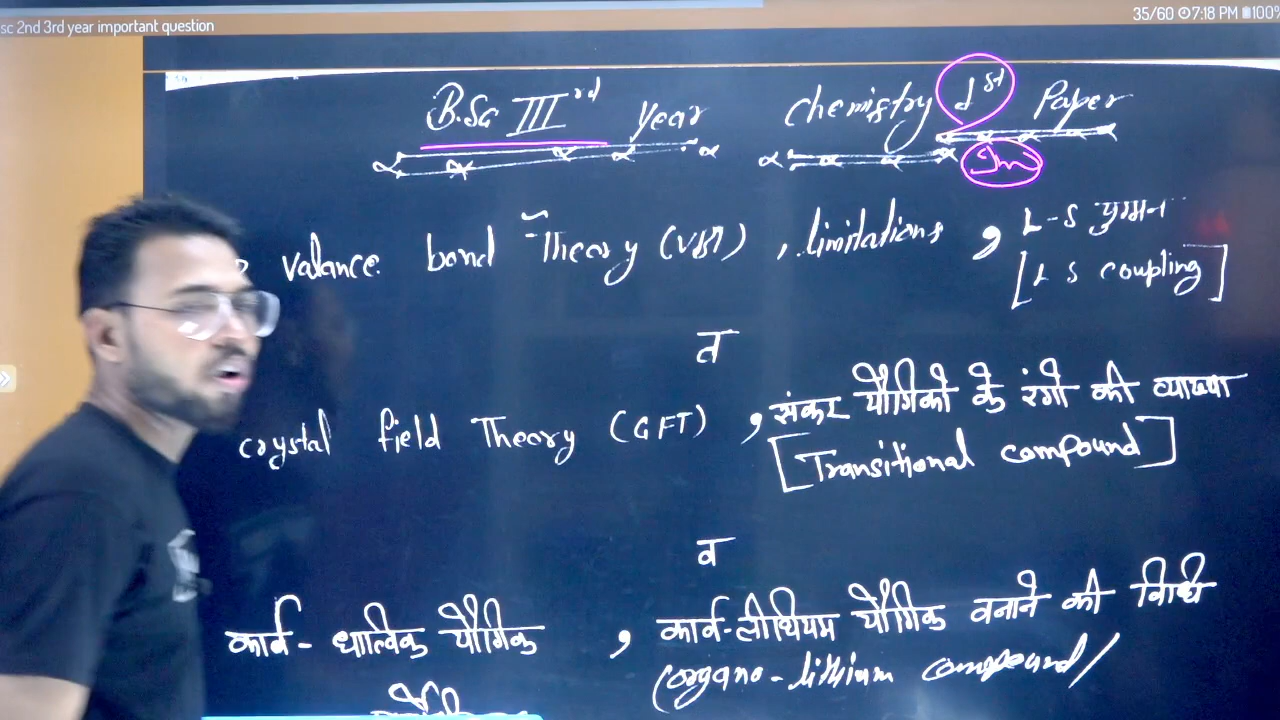 sc 2nd 3rd year important question
35/60 7:18 PM 100%
B.Sc III rd Year Chemistry 1st Paper
valance bond Theory (VBT), limitations, L-S युग्मन
[L S coupling]
त
crystal field Theory (CFT), संकर यौगिको के रंगो की व्याख्या
[Transitional compound]
व
कार्ब-धात्विक यौगिक, कार्ब-लीथियम यौगिक बनाने की विधि
(organo-lithium compound)